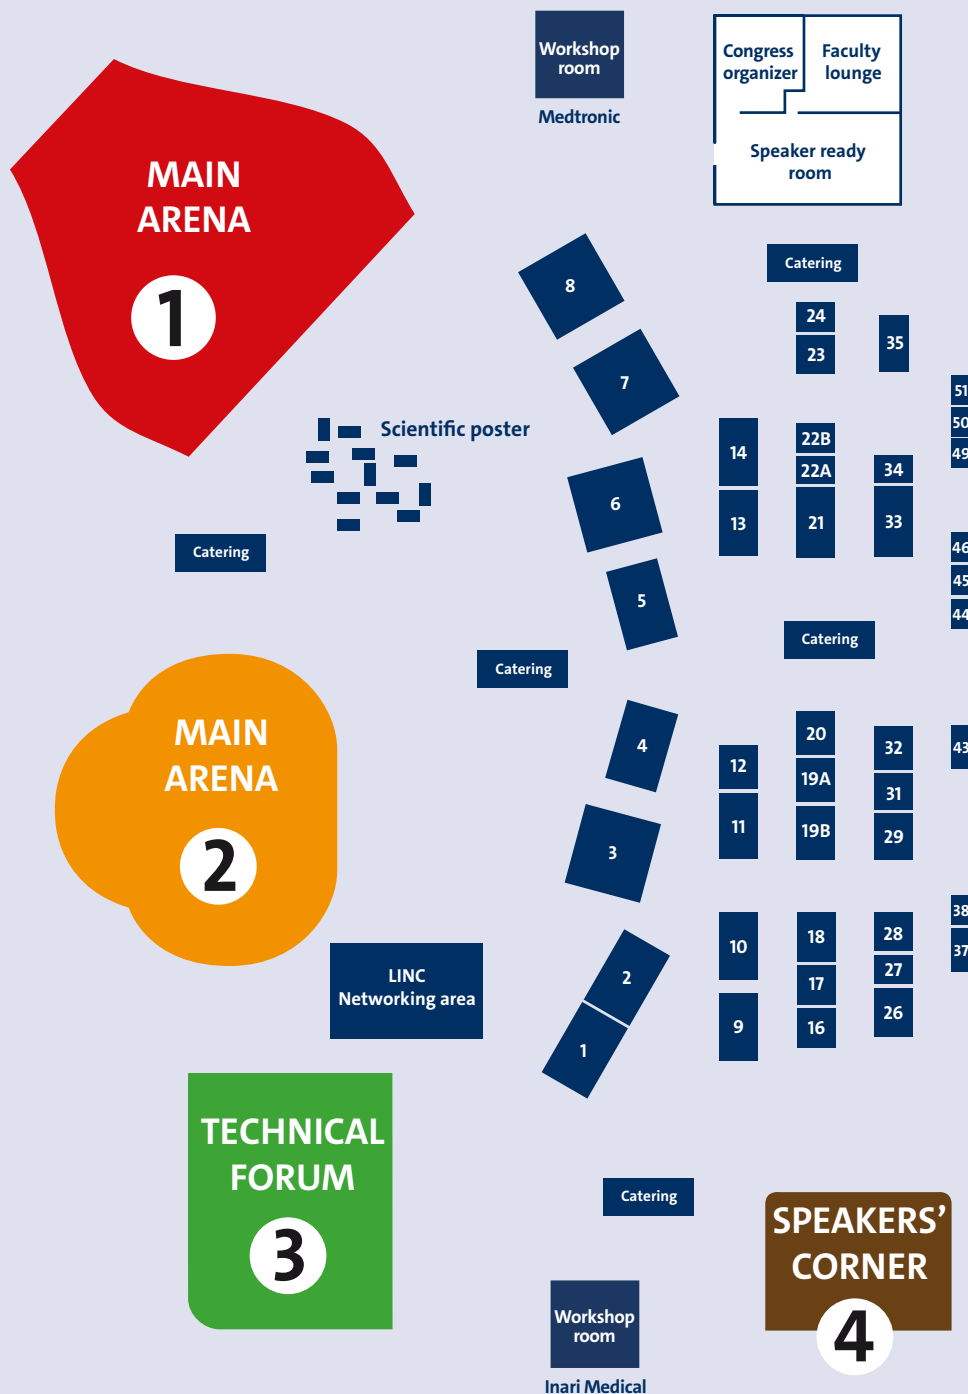 Workshop
room
Medtronic
Congress
organizer
Faculty
lounge
Speaker ready
room
MAIN
ARENA
1
Catering
8
7
24
23
35
51
50
49
Scientific poster
14
13
22B
22A
21
34
33
6
5
46
45
44
Catering
Catering
Catering
MAIN
ARENA
2
4
3
12
11
20
19A
19B
32
31
29
43
38
37
LINC
Networking area
2
1
10
9
18
17
16
28
27
26
TECHNICAL
FORUM
3
Catering
SPEAKERS’
CORNER
4
Workshop
room
Inari Medical